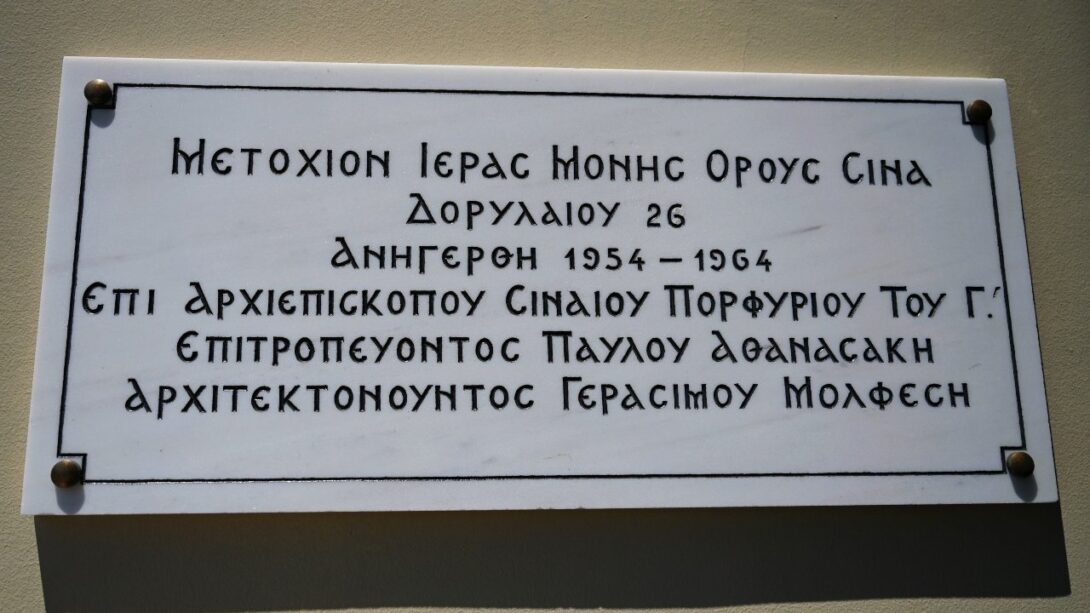 Μετοχιον Ιερας Μονης Ορους Σινα
Δορυλαιου 26
Ανηγερθη 1954 – 1964
Επι Αρχιεπισκοπου Σιναιου Πορφυριου Του Γ.΄
Επιτροπευοντος Παυλου Αθανασακη
Αρχιτεκτονουντος Γερασιμου Μολφεση